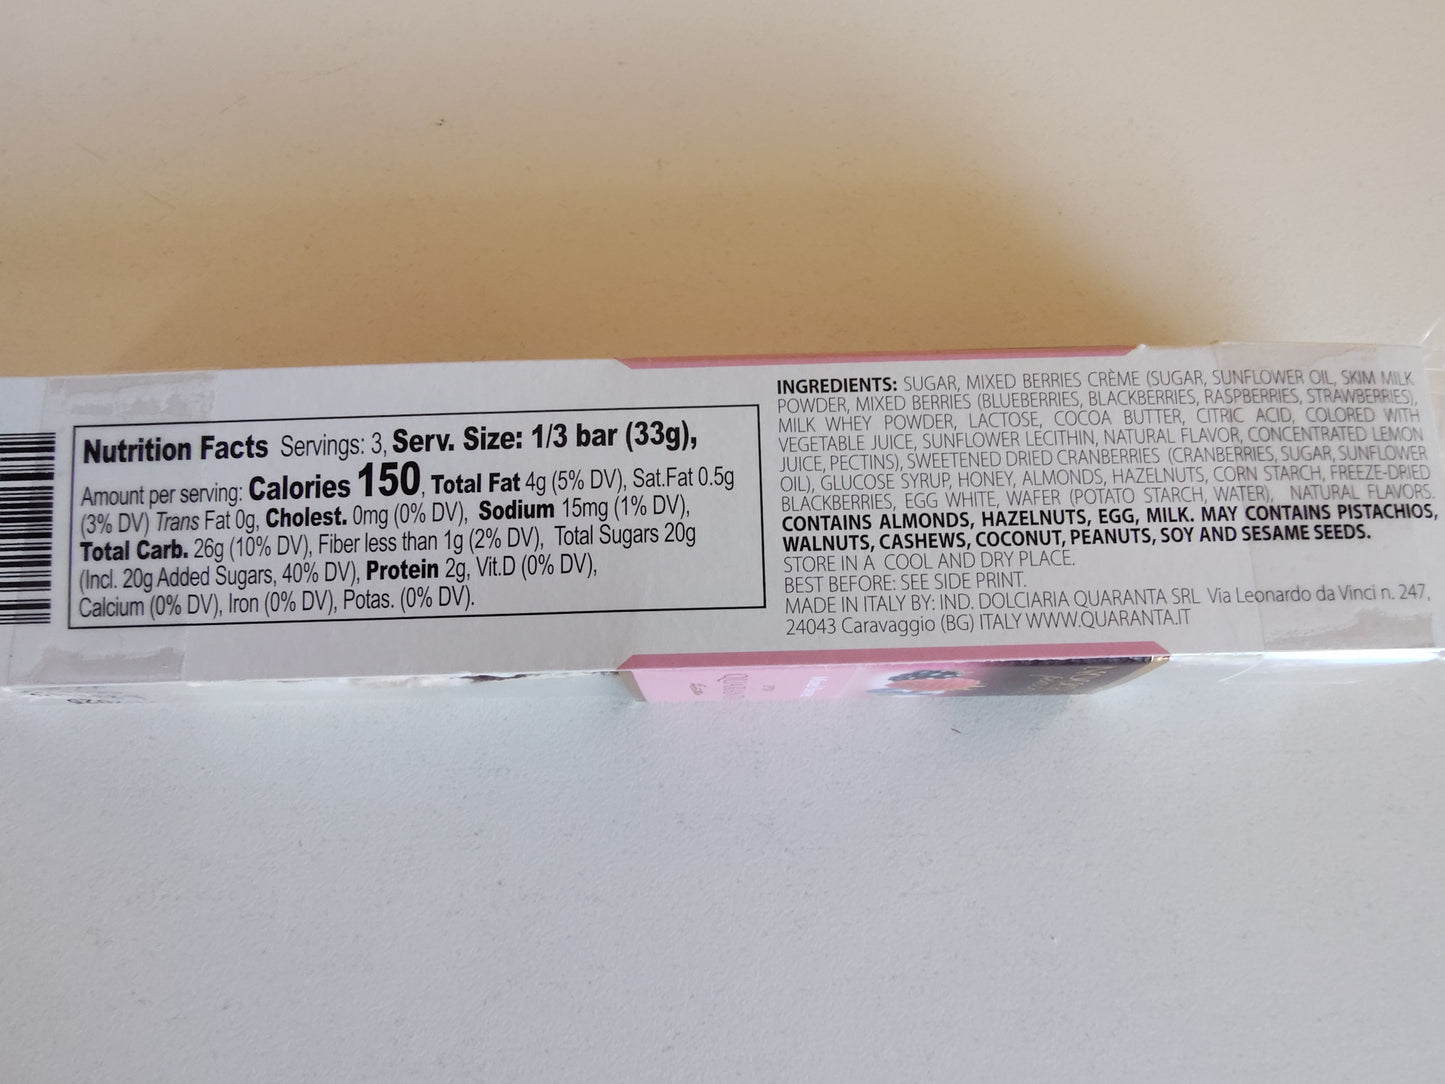 Nutrition Facts Servings: 3, Serv. Size: 1/3 bar (33g),
Amount per serving: Calories 150, Total Fat 4g (5% DV), Sat.Fat 0.5g
(3% DV) Trans Fat 0g, Cholest. 0mg (0% DV), Sodium 15mg (1% DV),
Total Carb. 26g (10% DV), Fiber less than 1g (2% DV), Total Sugars 20g
(Incl. 20g Added Sugars, 40% DV), Protein 2g, Vit.D (0% DV),
Calcium (0% DV), Iron (0% DV), Potas. (0% DV).
INGREDIENTS: SUGAR, MIXED BERRIES CRÈME (SUGAR, SUNFLOWER OIL, SKIM MILK
POWDER, MIXED BERRIES (BLUEBERRIES, BLACKBERRIES, RASPBERRIES, STRAWBERRIES),
MILK WHEY POWDER, LACTOSE, COCOA BUTTER, CITRIC ACID, COLORED WITH
VEGETABLE JUICE, SUNFLOWER LECITHIN, NATURAL FLAVOR, CONCENTRATED LEMON
JUICE, PECTINS), SWEETENED DRIED CRANBERRIES (CRANBERRIES, SUGAR, SUNFLOWER
OIL), GLUCOSE SYRUP, HONEY, ALMONDS, HAZELNUTS, CORN STARCH, FREEZE-DRIED
BLACKBERRIES, EGG WHITE, WAFER (POTATO STARCH, WATER), NATURAL FLAVORS.
CONTAINS ALMONDS, HAZELNUTS, EGG, MILK. MAY CONTAINS PISTACHIOS,
WALNUTS, CASHEWS, COCONUT, PEANUTS, SOY AND SESAME SEEDS.
STORE IN A COOL AND DRY PLACE.
BEST BEFORE: SEE SIDE PRINT.
MADE IN ITALY BY: IND. DOLCIARIA QUARANTA SRL Via Leonardo da Vinci n. 247,
24043 Caravaggio (BG) ITALY WWW.QUARANTA.IT